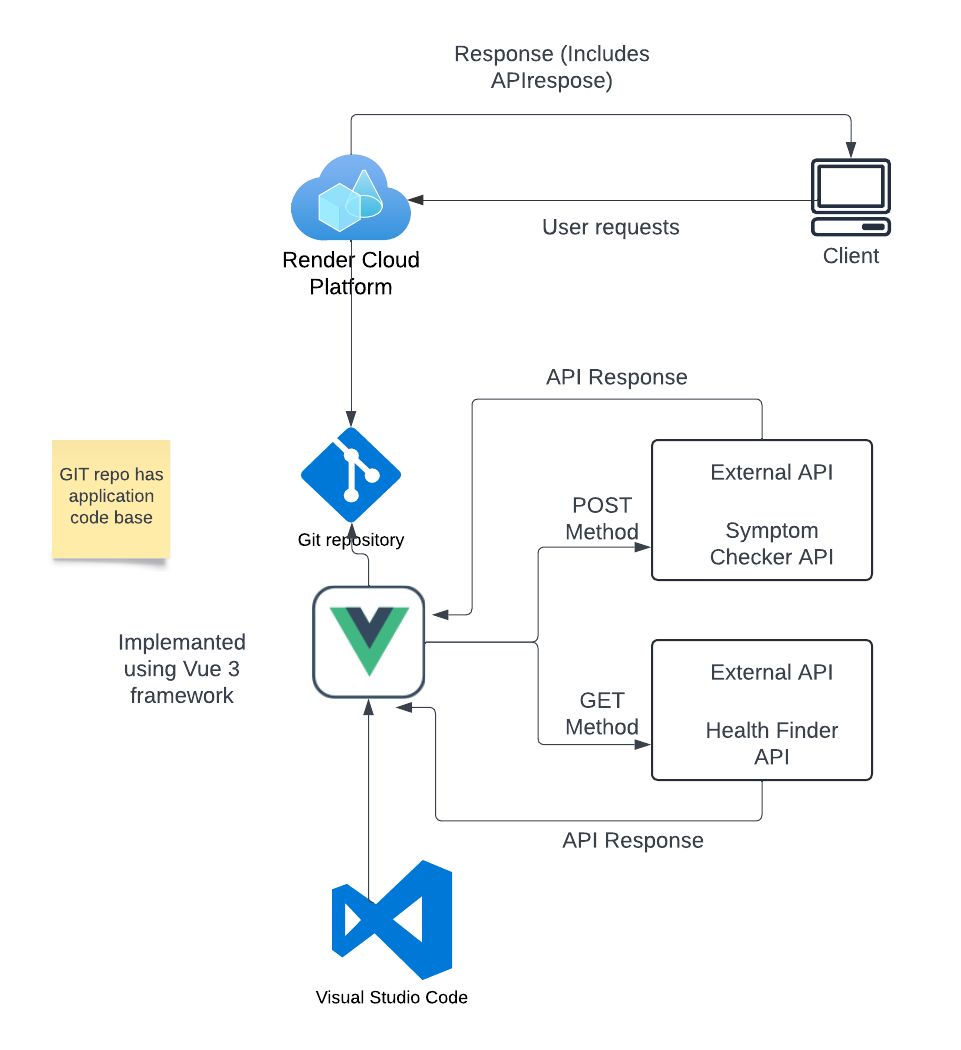 Response (Includes
APIrespose)
User requests
Client
Render Cloud
Platform
API Response
GIT repo has
application
code base
Git repository
POST
Method
External API
Symptom
Checker API
Implemanted
using Vue 3
framework
GET
Method
External API
Health Finder
API
API Response
Visual Studio Code